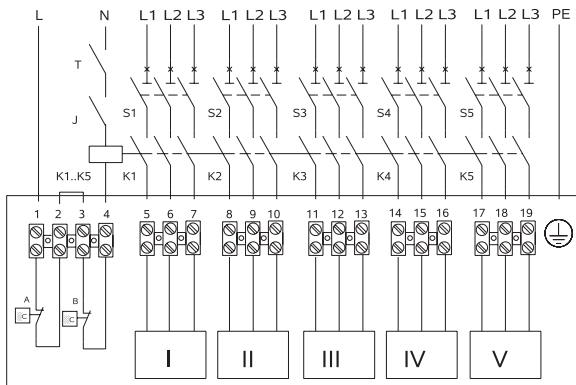 L N L1 L2 L3 L1 L2 L3 L1 L2 L3 L1 L2 L3 L1 L2 L3 PE
T
S1 S2 S3 S4 S5
J
K1..K5 K1 K2 K3 K4 K5
1 2 3 4 5 6 7 8 9 10 11 12 13 14 15 16 17 18 19
A B
C C
I II III IV V